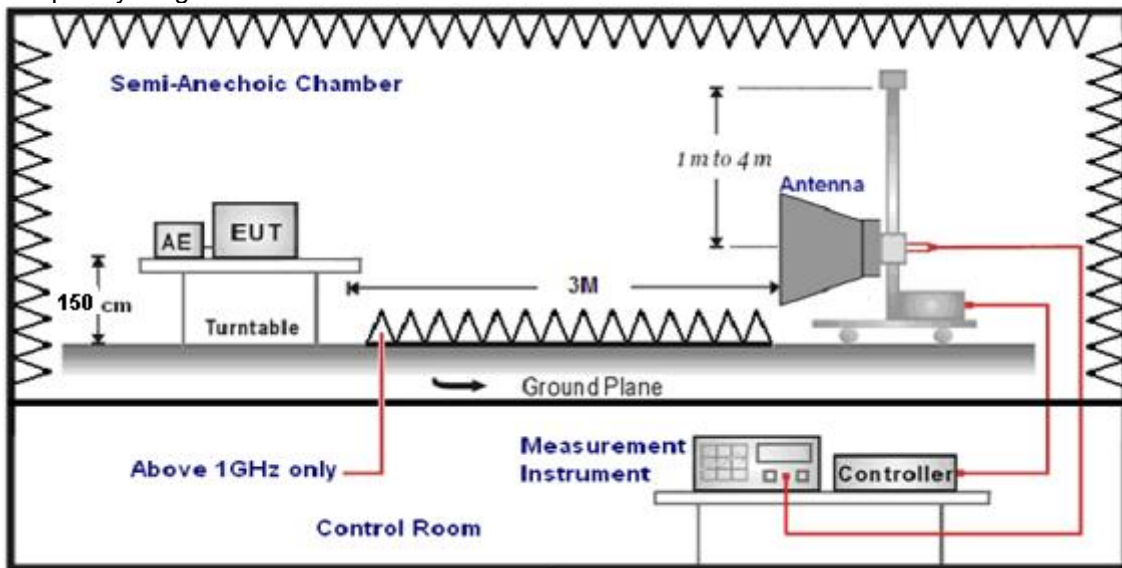 Semi-Anechoic Chamber
1 m to 4 m
Antenna
AE
EUT
150 cm
3M
Turntable
Ground Plane
Above 1GHz only
Measurement
Instrument
Controller
Control Room